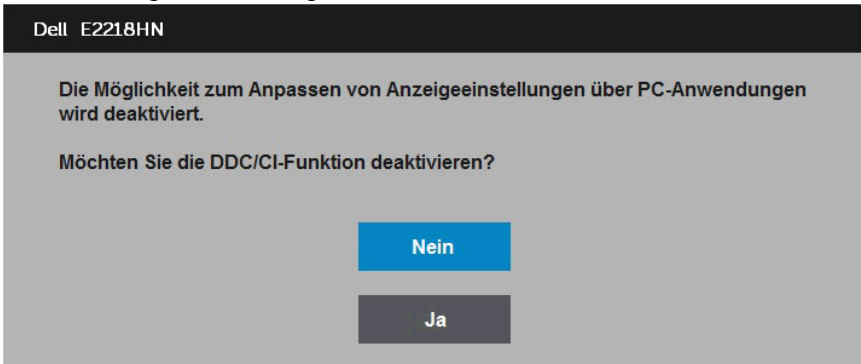 Dell E2218HN
Die Möglichkeit zum Anpassen von Anzeigeeinstellungen über PC-Anwendungen
wird deaktiviert.
Möchten Sie die DDC/CI-Funktion deaktivieren?
Nein
Ja